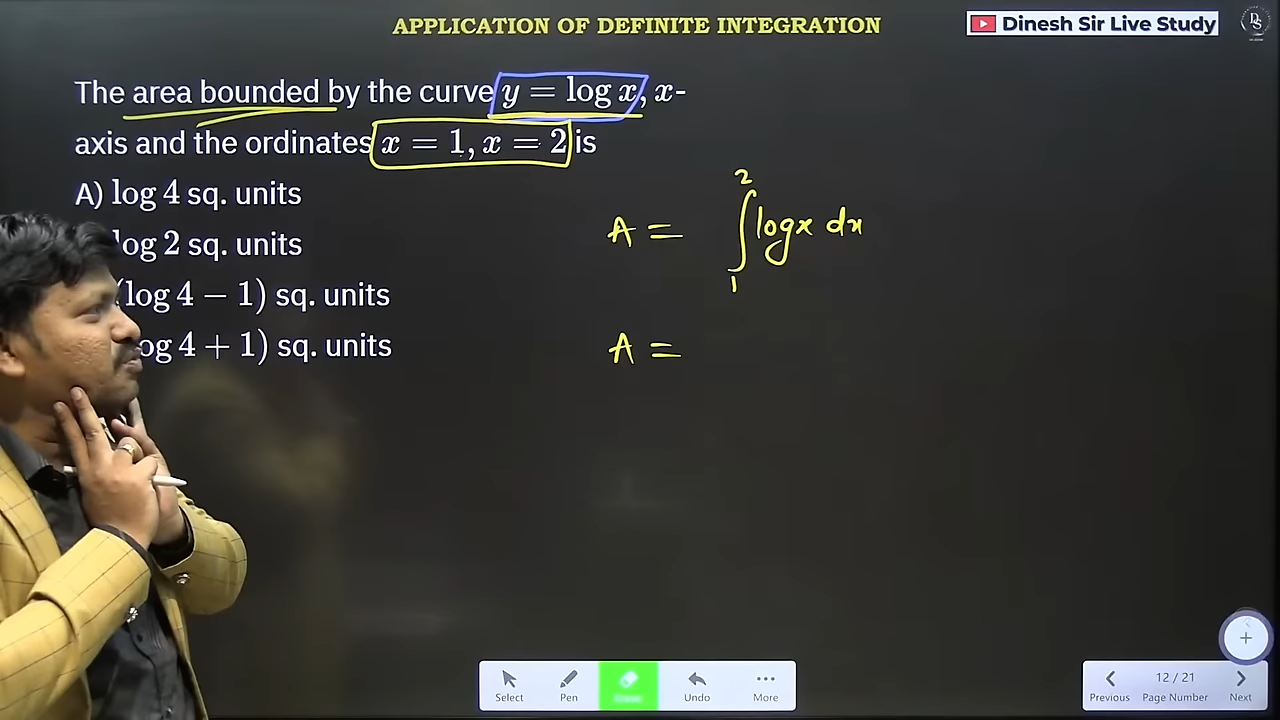 APPLICATION OF DEFINITE INTEGRATION
Dinesh Sir Live Study
DS
The area bounded by the curve y = log x, x-
axis and the ordinates x = 1, x = 2 is
A) log 4 sq. units
log 2 sq. units
(log 4 − 1) sq. units
og 4 + 1) sq. units
A = ∫₁² logx dx
A =
Select
Pen
Undo
More
Previous
12 / 21
Page Number
Next